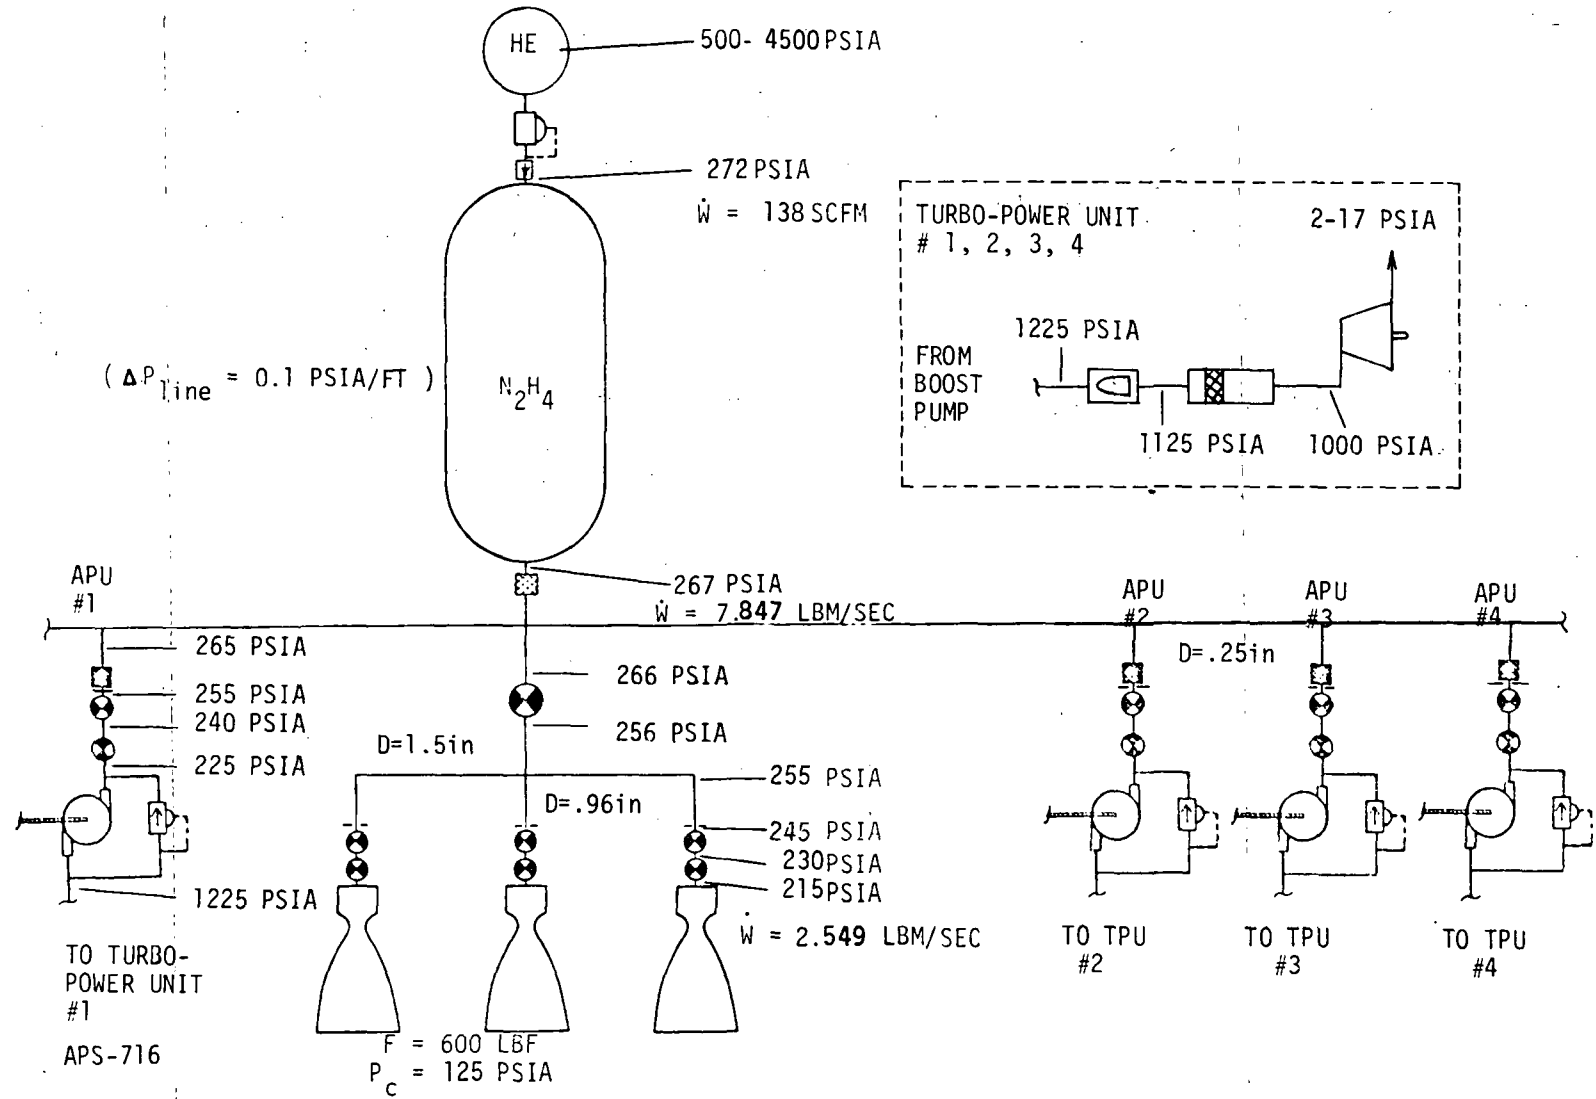 HE
500- 4500 PSIA
272 PSIA
Ẇ = 138 SCFM
TURBO-POWER UNIT
# 1, 2, 3, 4
2-17 PSIA
1225 PSIA
FROM
BOOST
PUMP
1125 PSIA
1000 PSIA
( ΔP line = 0.1 PSIA/FT )
N2H4
267 PSIA
Ẇ = 7.847 LBM/SEC
APU
#1
APU
#2
APU
#3
APU
#4
D=.25in
265 PSIA
255 PSIA
240 PSIA
225 PSIA
1225 PSIA
266 PSIA
256 PSIA
D=1.5in
D=.96in
255 PSIA
245 PSIA
230PSIA
215PSIA
Ẇ = 2.549 LBM/SEC
TO TURBO-
POWER UNIT
#1
TO TPU
#2
TO TPU
#3
TO TPU
#4
F = 600 LBF
Pc = 125 PSIA
APS-716